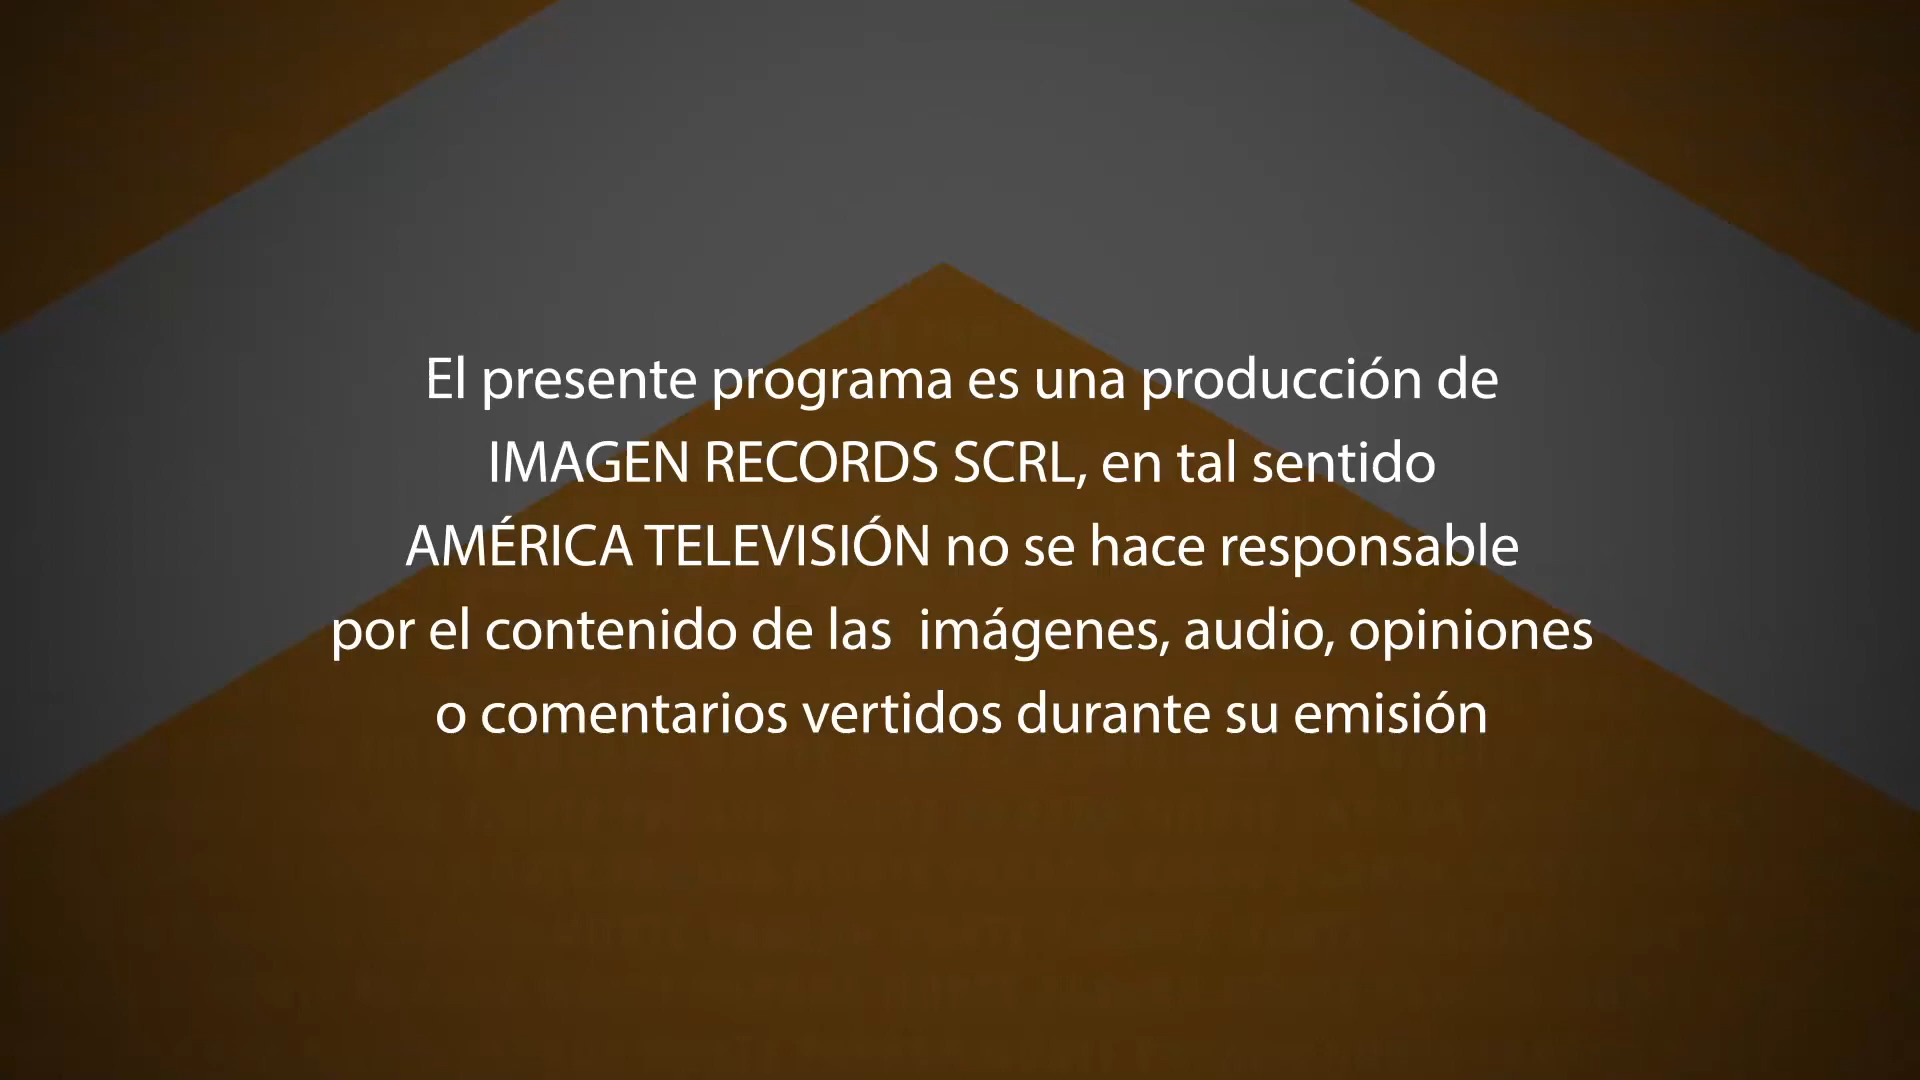 El presente programa es una producción de
IMAGEN RECORDS SCRL, en tal sentido
AMÉRICA TELEVISIÓN no se hace responsable
por el contenido de las  imágenes, audio, opiniones
o comentarios vertidos durante su emisión